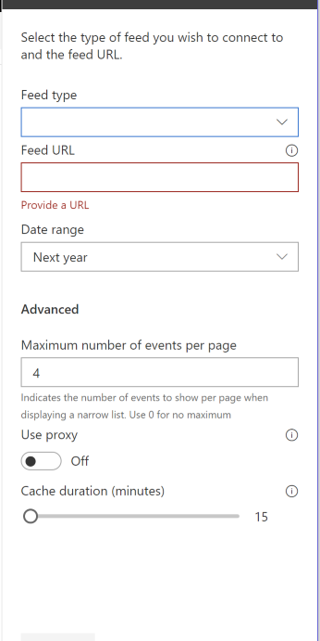 Select the type of feed you wish to connect to
and the feed URL.
Feed type
Feed URL
Provide a URL
Date range
Next year
Advanced
Maximum number of events per page
4
Indicates the number of events to show per page when
displaying a narrow list. Use 0 for no maximum
Use proxy
Off
Cache duration (minutes)
15